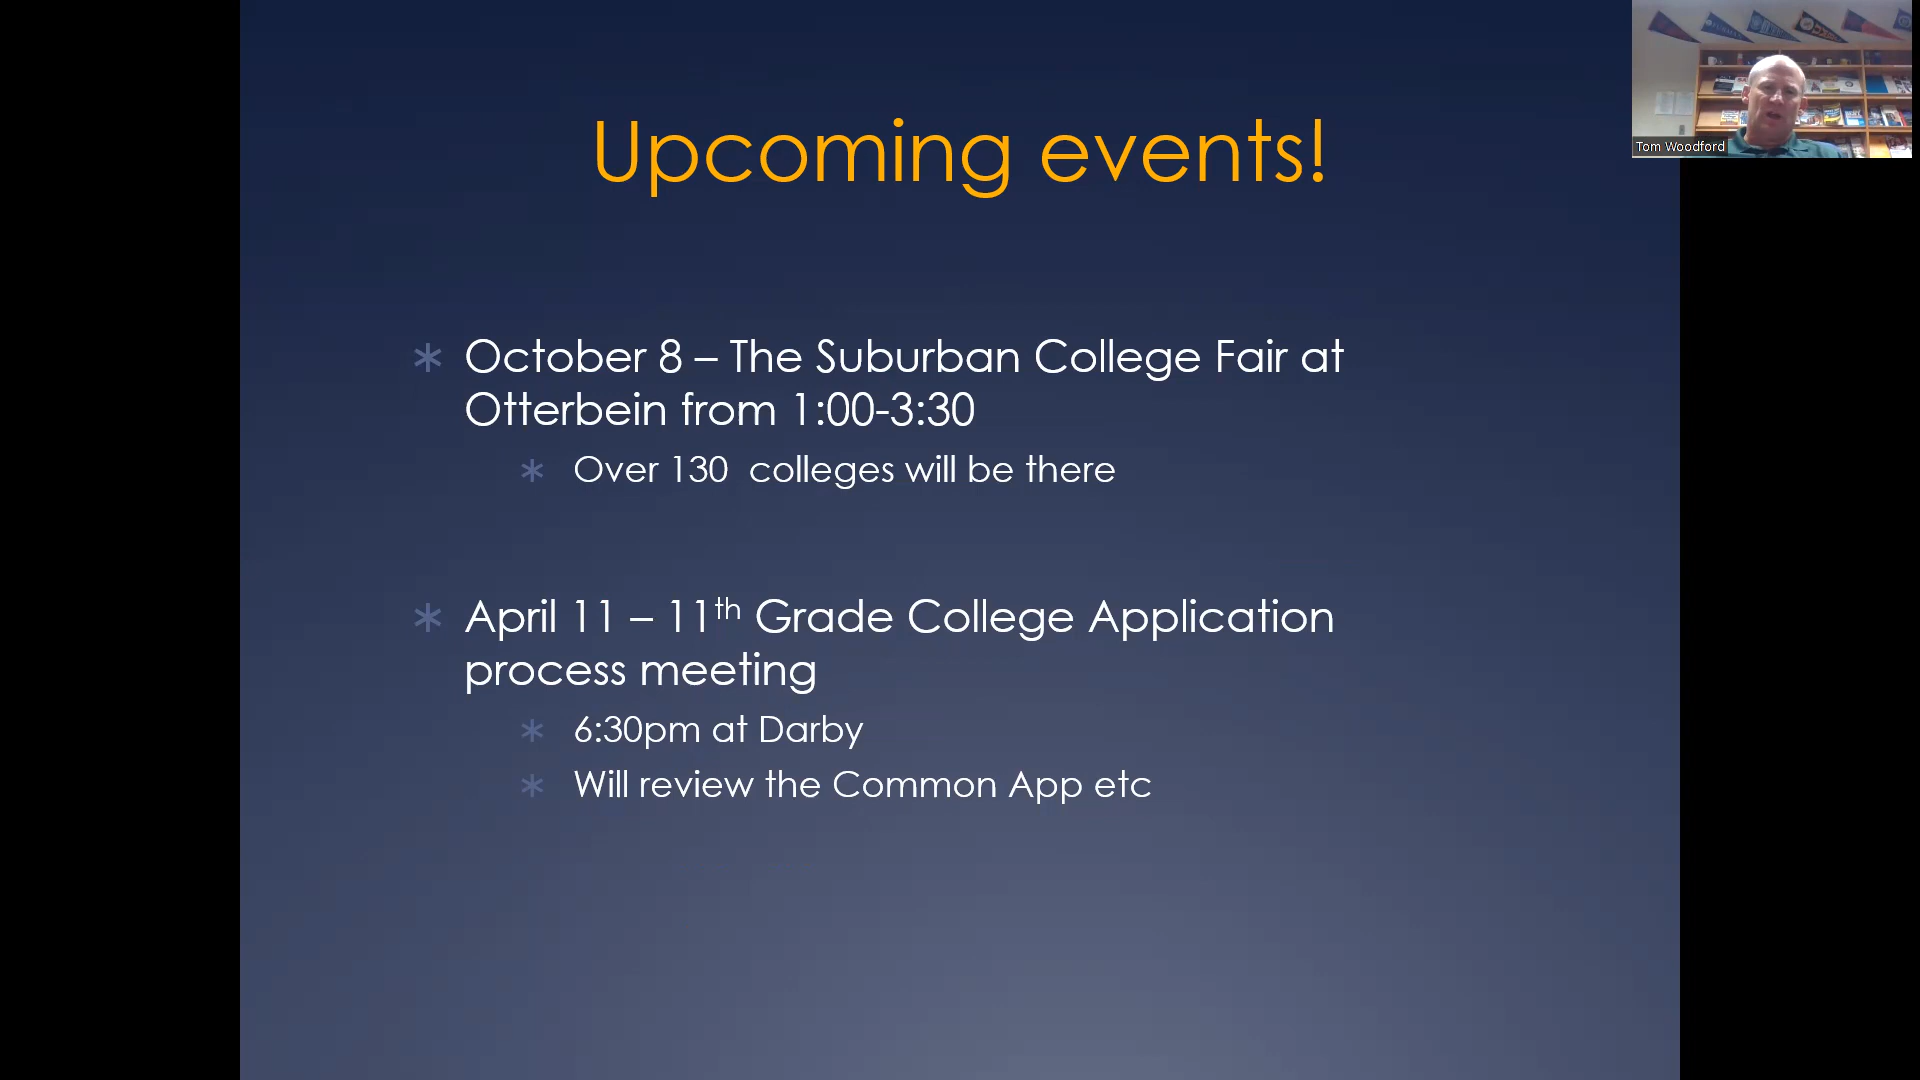 Upcoming events!
Tom Woodford
October 8 – The Suburban College Fair at
Otterbein from 1:00-3:30
Over 130  colleges will be there
April 11 – 11th Grade College Application
process meeting
6:30pm at Darby
Will review the Common App etc